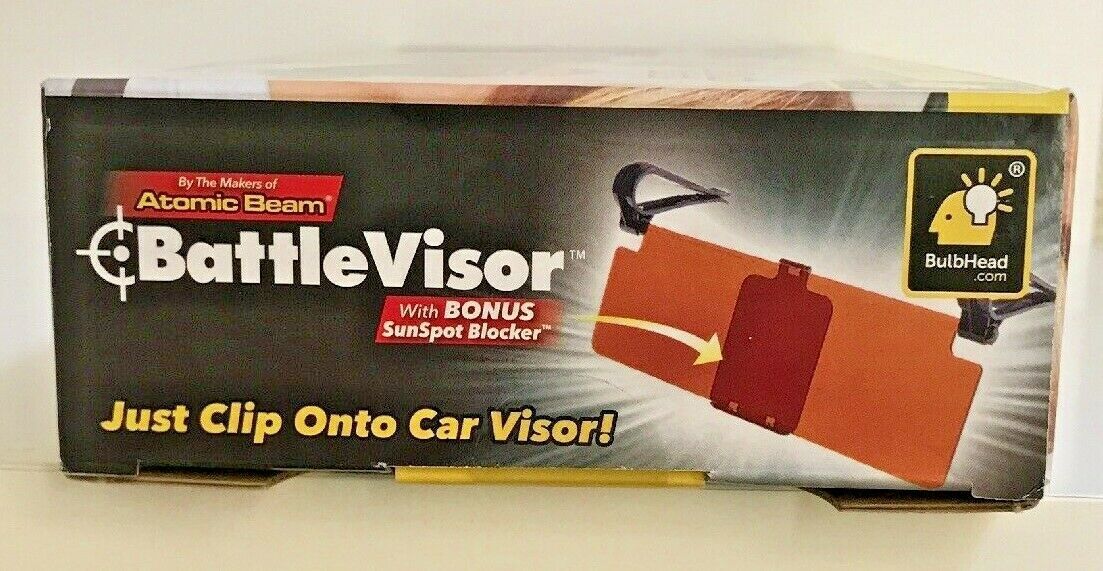 By The Makers of
Atomic Beam®
BattleVisor™
With BONUS
SunSpot Blocker™
Just Clip Onto Car Visor!
®
BulbHead
.com